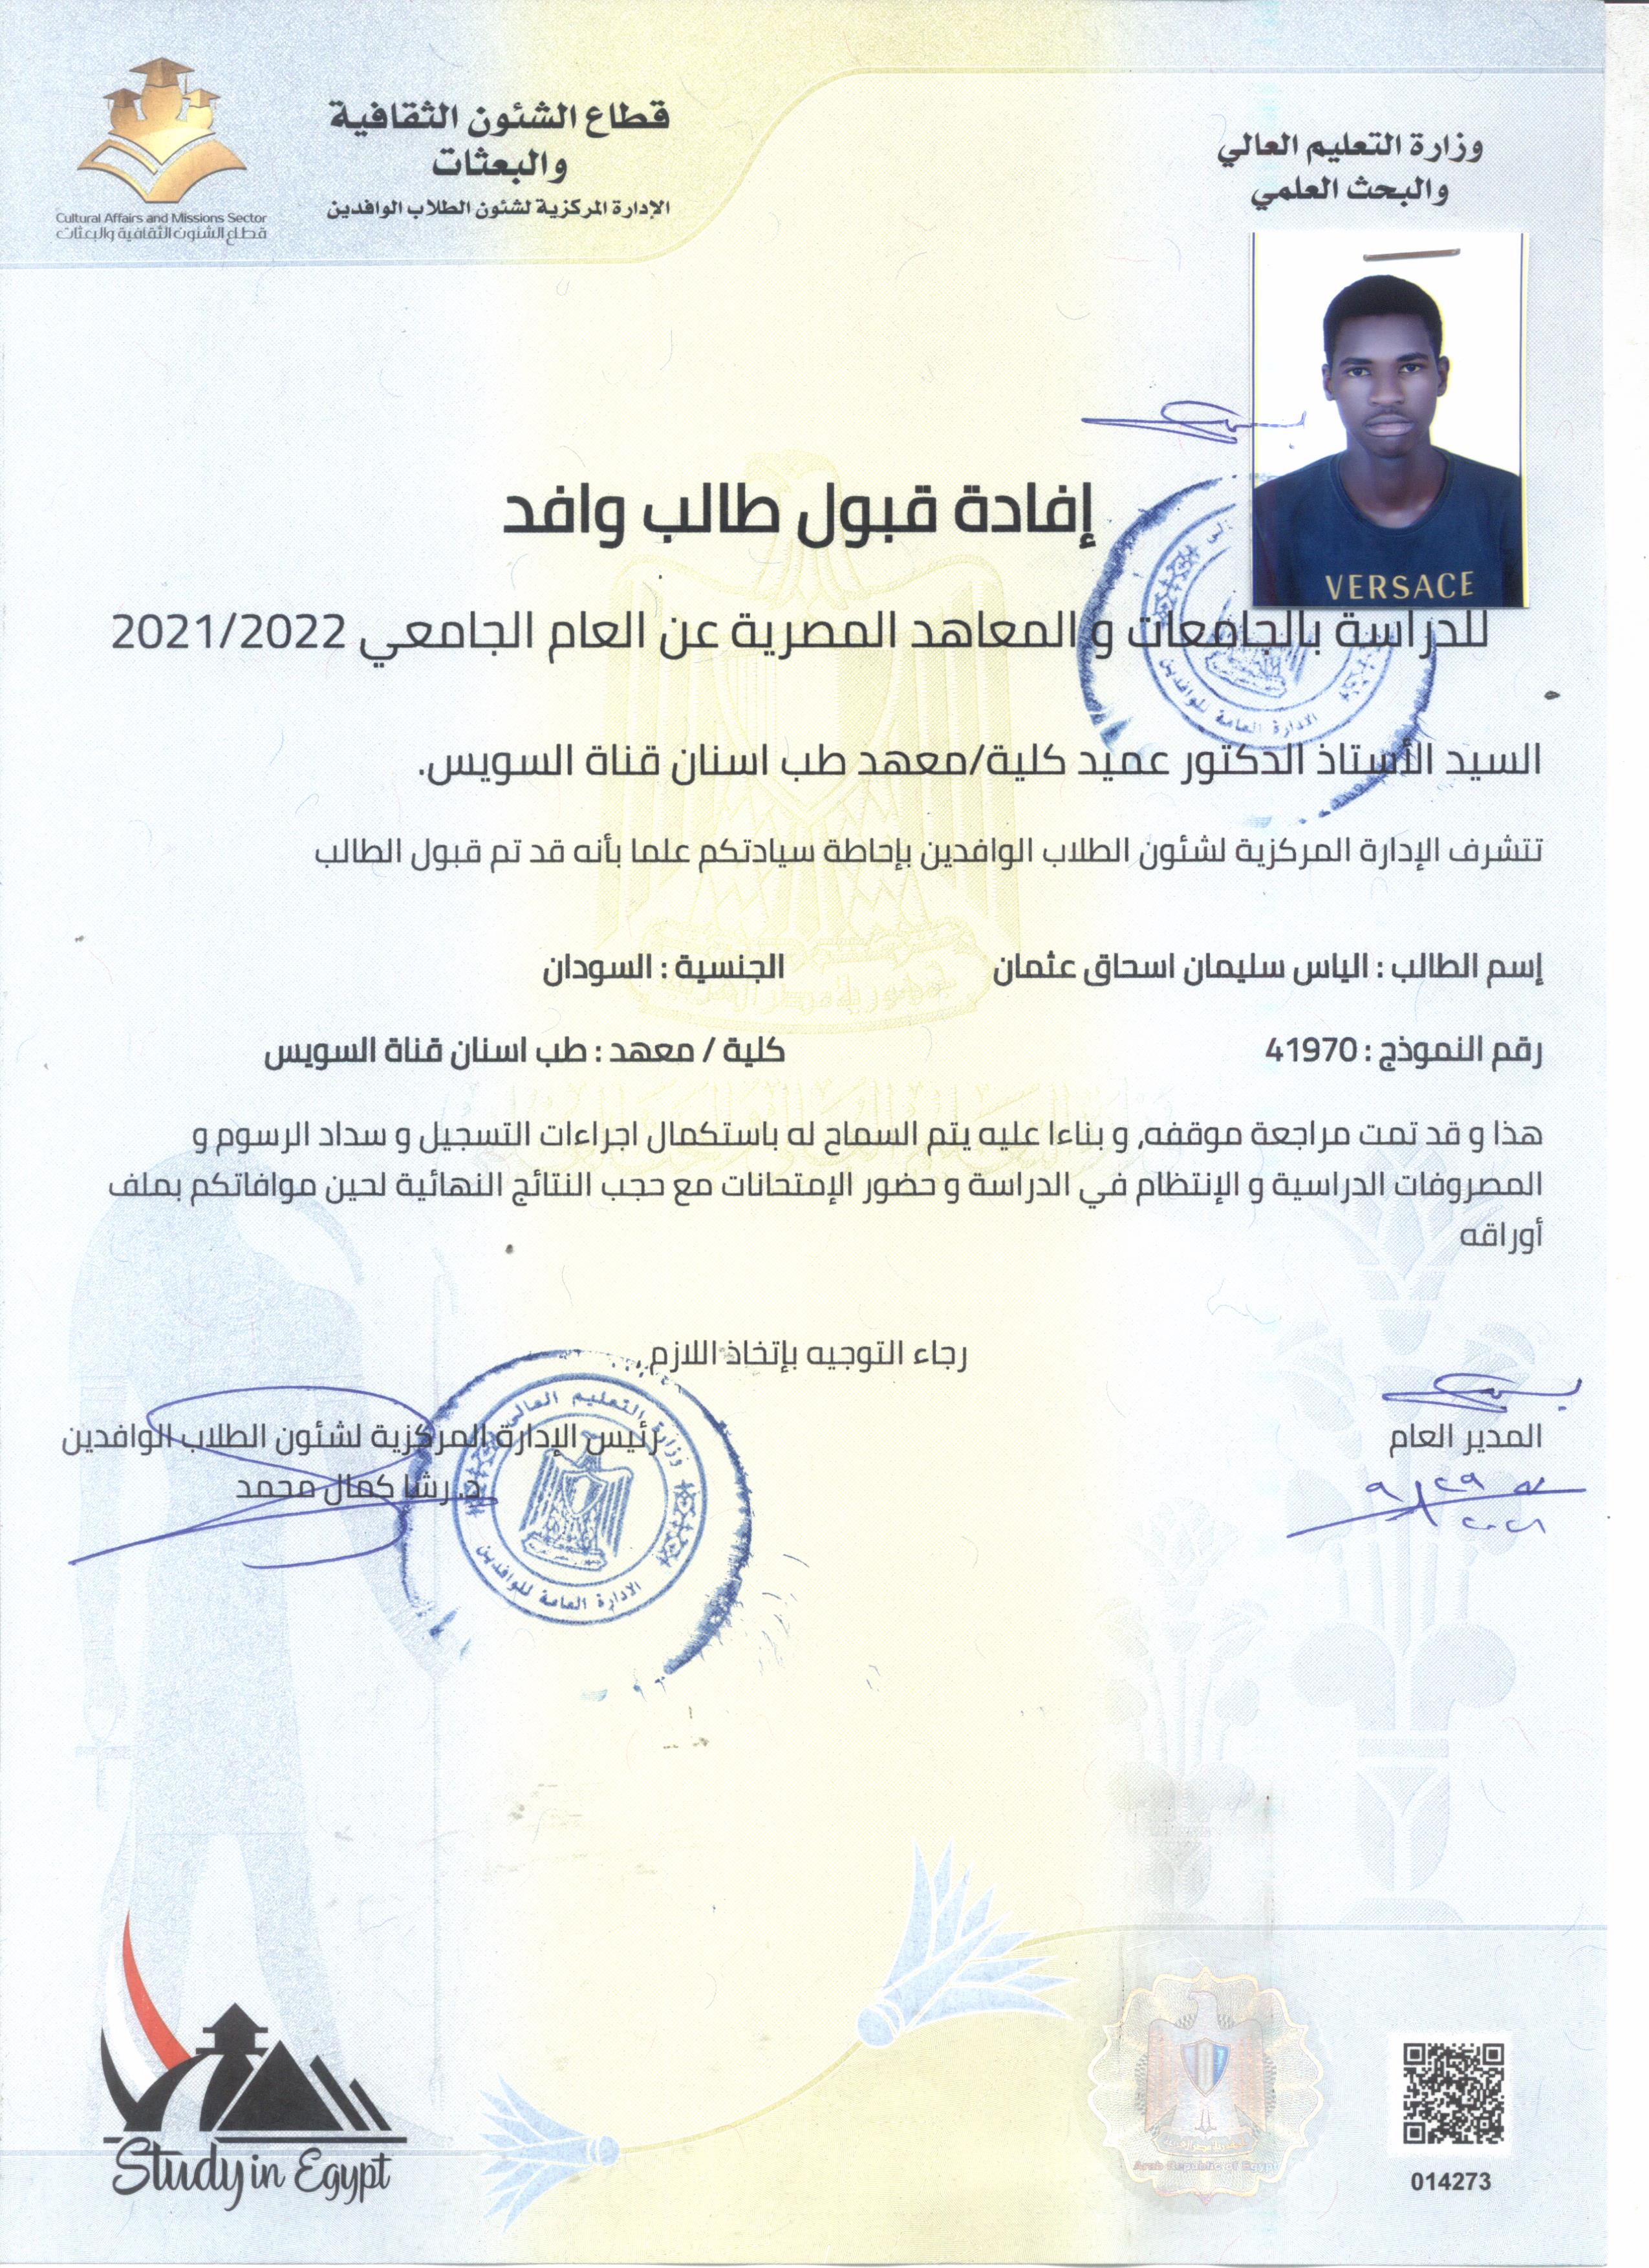 وزارة التعليم العالي
والبحث العلمي
قطاع الشئون الثقافية
والبعثات
الإدارة المركزية لشئون الطلاب الوافدين
Cultural Affairs and Missions Sector
قطاع الشئون الثقافية والبعثات
VERSACE
إفادة قبول طالب وافد
للدراسة بالجامعات و المعاهد المصرية عن العام الجامعي 2021/2022
الادارة العامة للوافدين
السيد الأستاذ الدكتور عميد كلية/معهد طب اسنان قناة السويس.
تتشرف الإدارة المركزية لشئون الطلاب الوافدين بإحاطة سيادتكم علما بأنه قد تم قبول الطالب
إسم الطالب : الياس سليمان اسحاق عثمان الجنسية : السودان
رقم النموذج : 41970 كلية / معهد : طب اسنان قناة السويس
هذا و قد تمت مراجعة موقفه, و بناءا عليه يتم السماح له باستكمال اجراءات التسجيل و سداد الرسوم و
المصروفات الدراسية و الإنتظام في الدراسة و حضور الإمتحانات مع حجب النتائج النهائية لحين موافاتكم بملف
أوراقه
رجاء التوجيه بإتخاذ اللازم
المدير العام
رئيس الإدارة المركزية لشئون الطلاب الوافدين
د. رشا كمال محمد
وزارة التعليم العالى
الادارة العامة للوافدين
Study in Egypt
Arab Republic of Egypt
014273